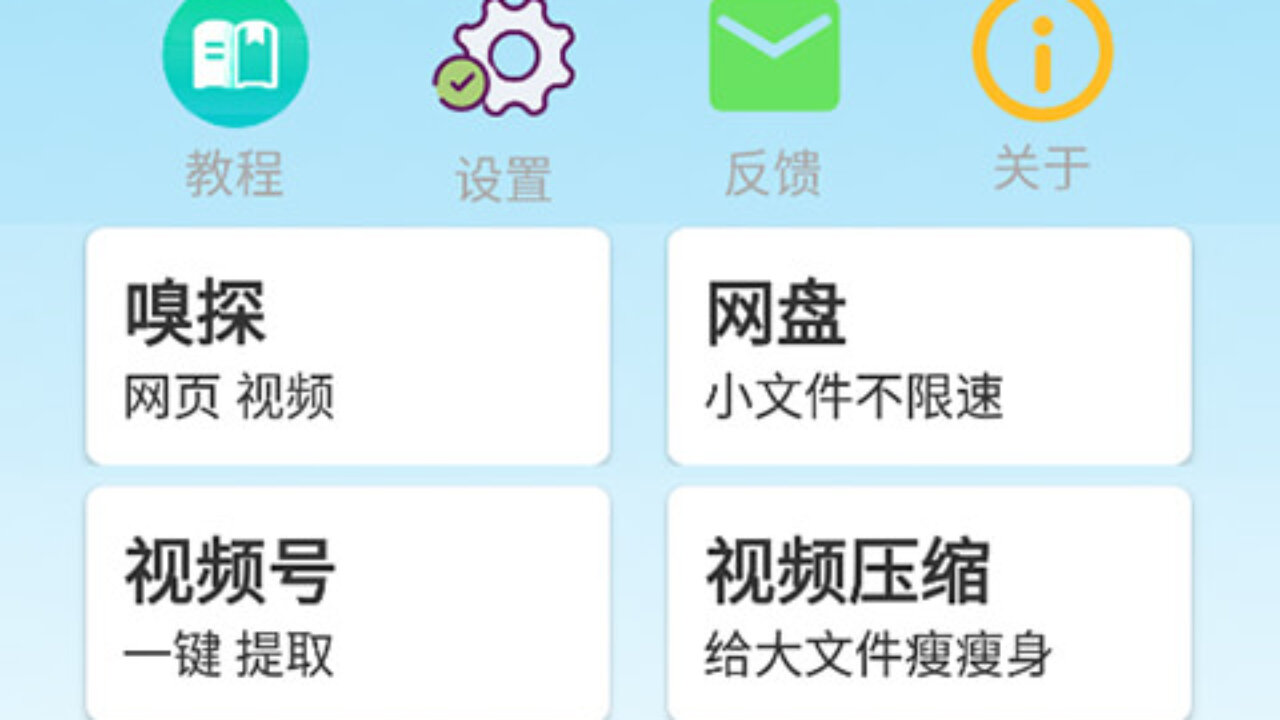 教程 设置 反馈 关于
嗅探 网盘
网页 视频 小文件不限速
视频号 视频压缩
一键 提取 给大文件瘦瘦身